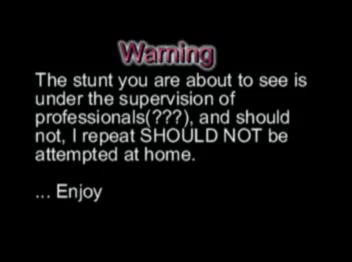 Warning
The stunt you are about to see is
under the supervision of
professionals(???), and should
not, I repeat SHOULD NOT be
attempted at home.
... Enjoy